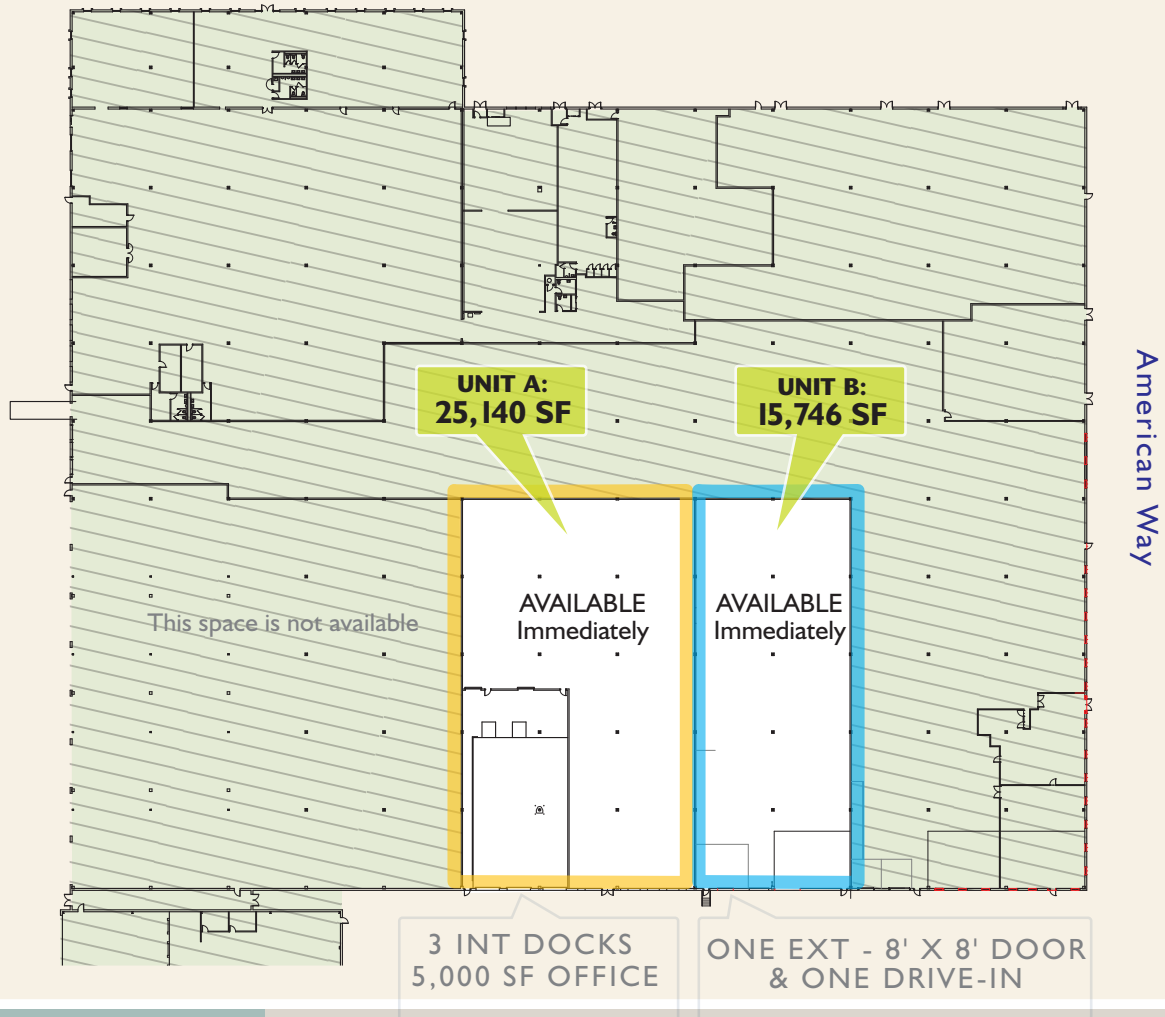 UNIT A:
25,140 SF
UNIT B:
15,746 SF
American Way
This space is not available
AVAILABLE
Immediately
AVAILABLE
Immediately
3 INT DOCKS
5,000 SF OFFICE
ONE EXT - 8' X 8' DOOR
& ONE DRIVE-IN